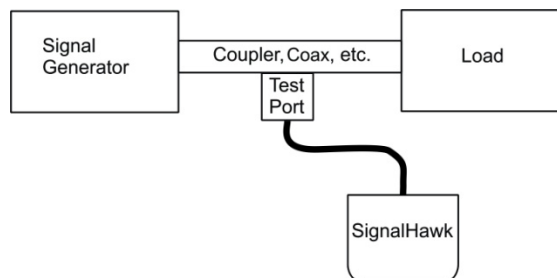 Signal
Generator
Coupler, Coax, etc.
Load
Test
Port
SignalHawk